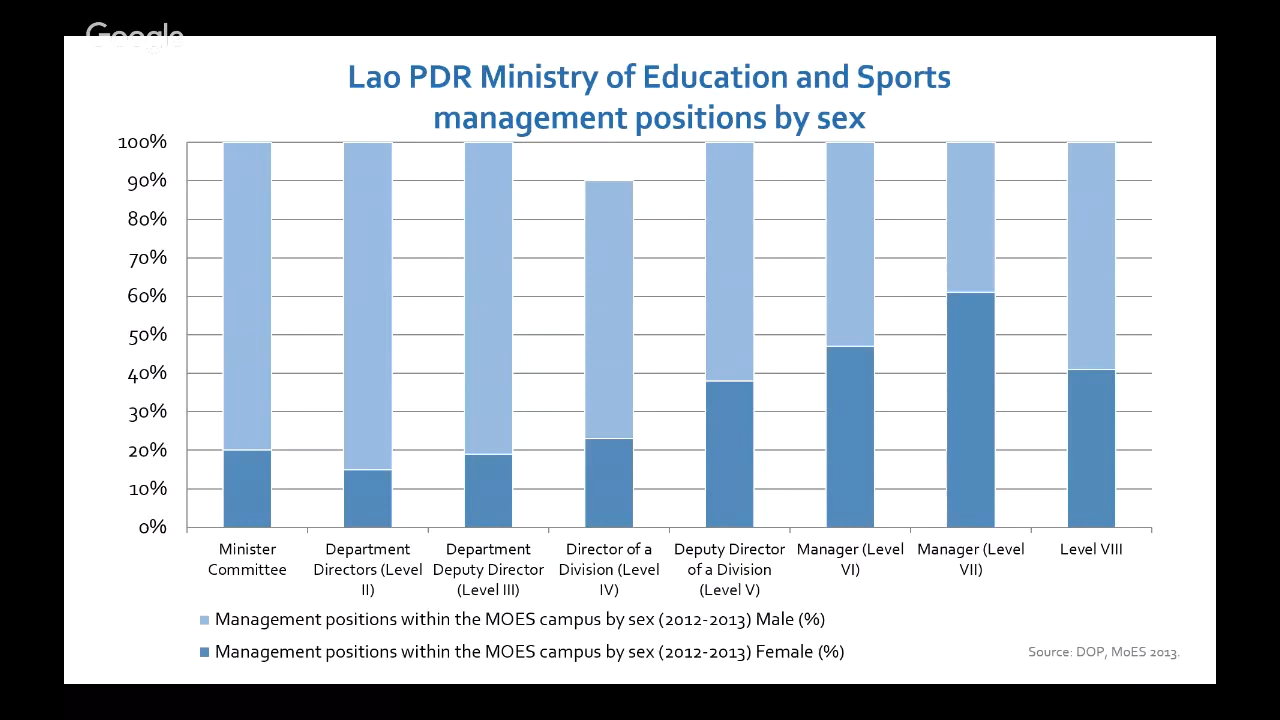 Google
Lao PDR Ministry of Education and Sports
management positions by sex
100%
90%
80%
70%
60%
50%
40%
30%
20%
10%
0%
Minister
Committee
Department
Directors (Level
II)
Department
Deputy Director
(Level III)
Director of a
Division (Level
IV)
Deputy Director
of a Division
(Level V)
Manager (Level
VI)
Manager (Level
VII)
Level VIII
Management positions within the MOES campus by sex (2012-2013) Male (%)
Management positions within the MOES campus by sex (2012-2013) Female (%)
Source: DOP, MoES 2013.